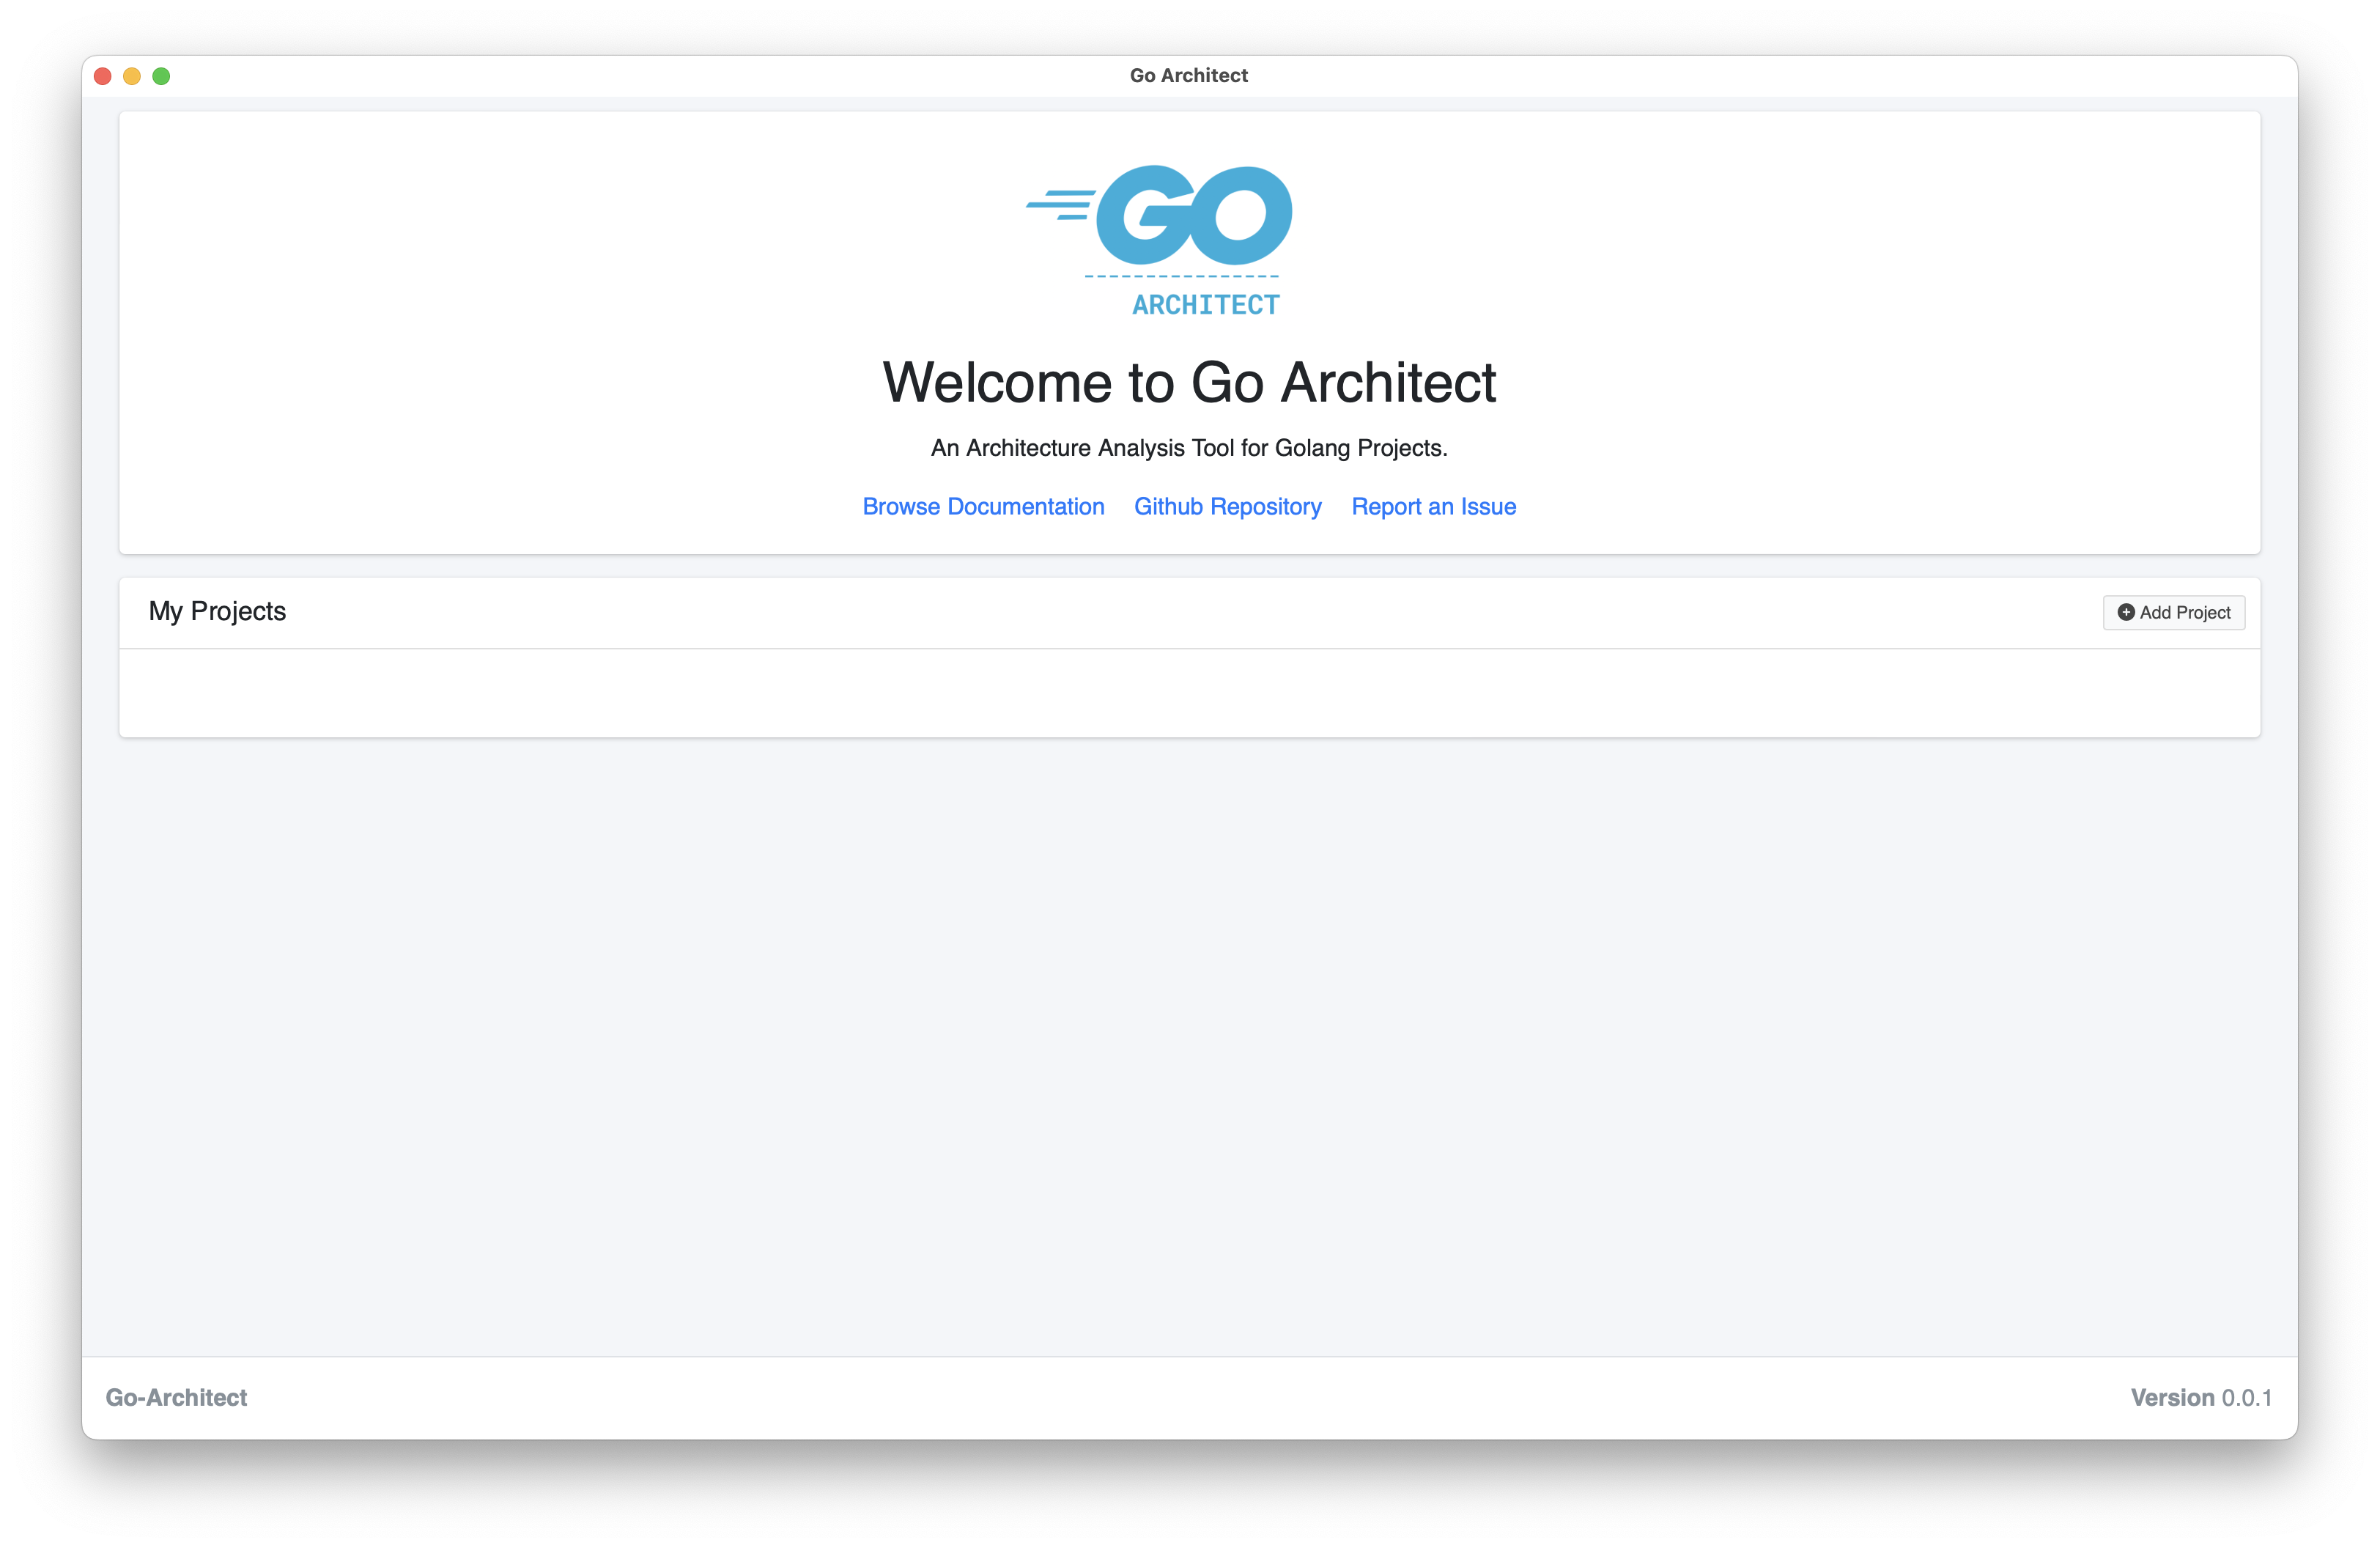 Go Architect
GO
ARCHITECT
Welcome to Go Architect
An Architecture Analysis Tool for Golang Projects.
Browse Documentation Github Repository Report an Issue
My Projects Add Project
Go-Architect Version 0.0.1